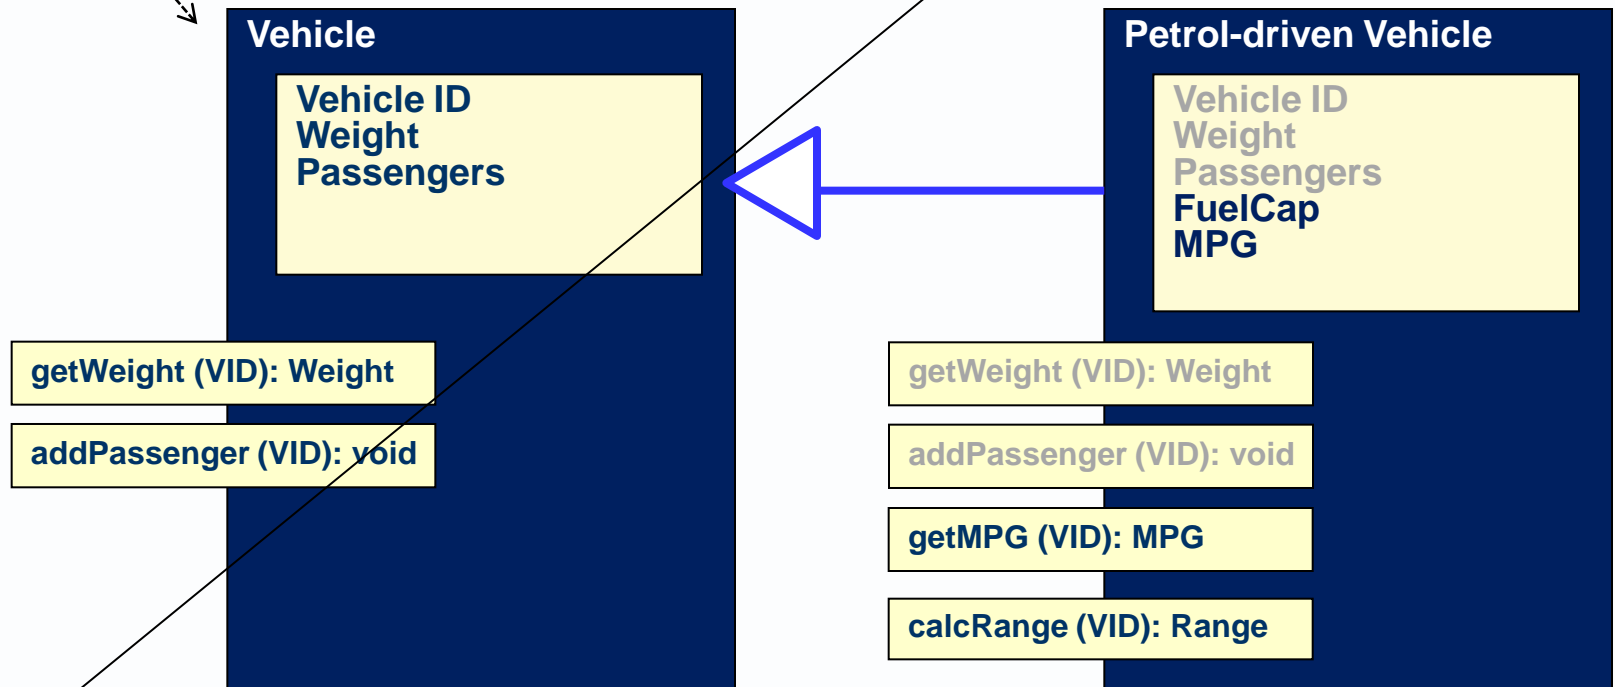 Vehicle
Vehicle ID
Weight
Passengers
getWeight (VID): Weight
addPassenger (VID): void
Petrol-driven Vehicle
Vehicle ID
Weight
Passengers
FuelCap
MPG
getWeight (VID): Weight
addPassenger (VID): void
getMPG (VID): MPG
calcRange (VID): Range